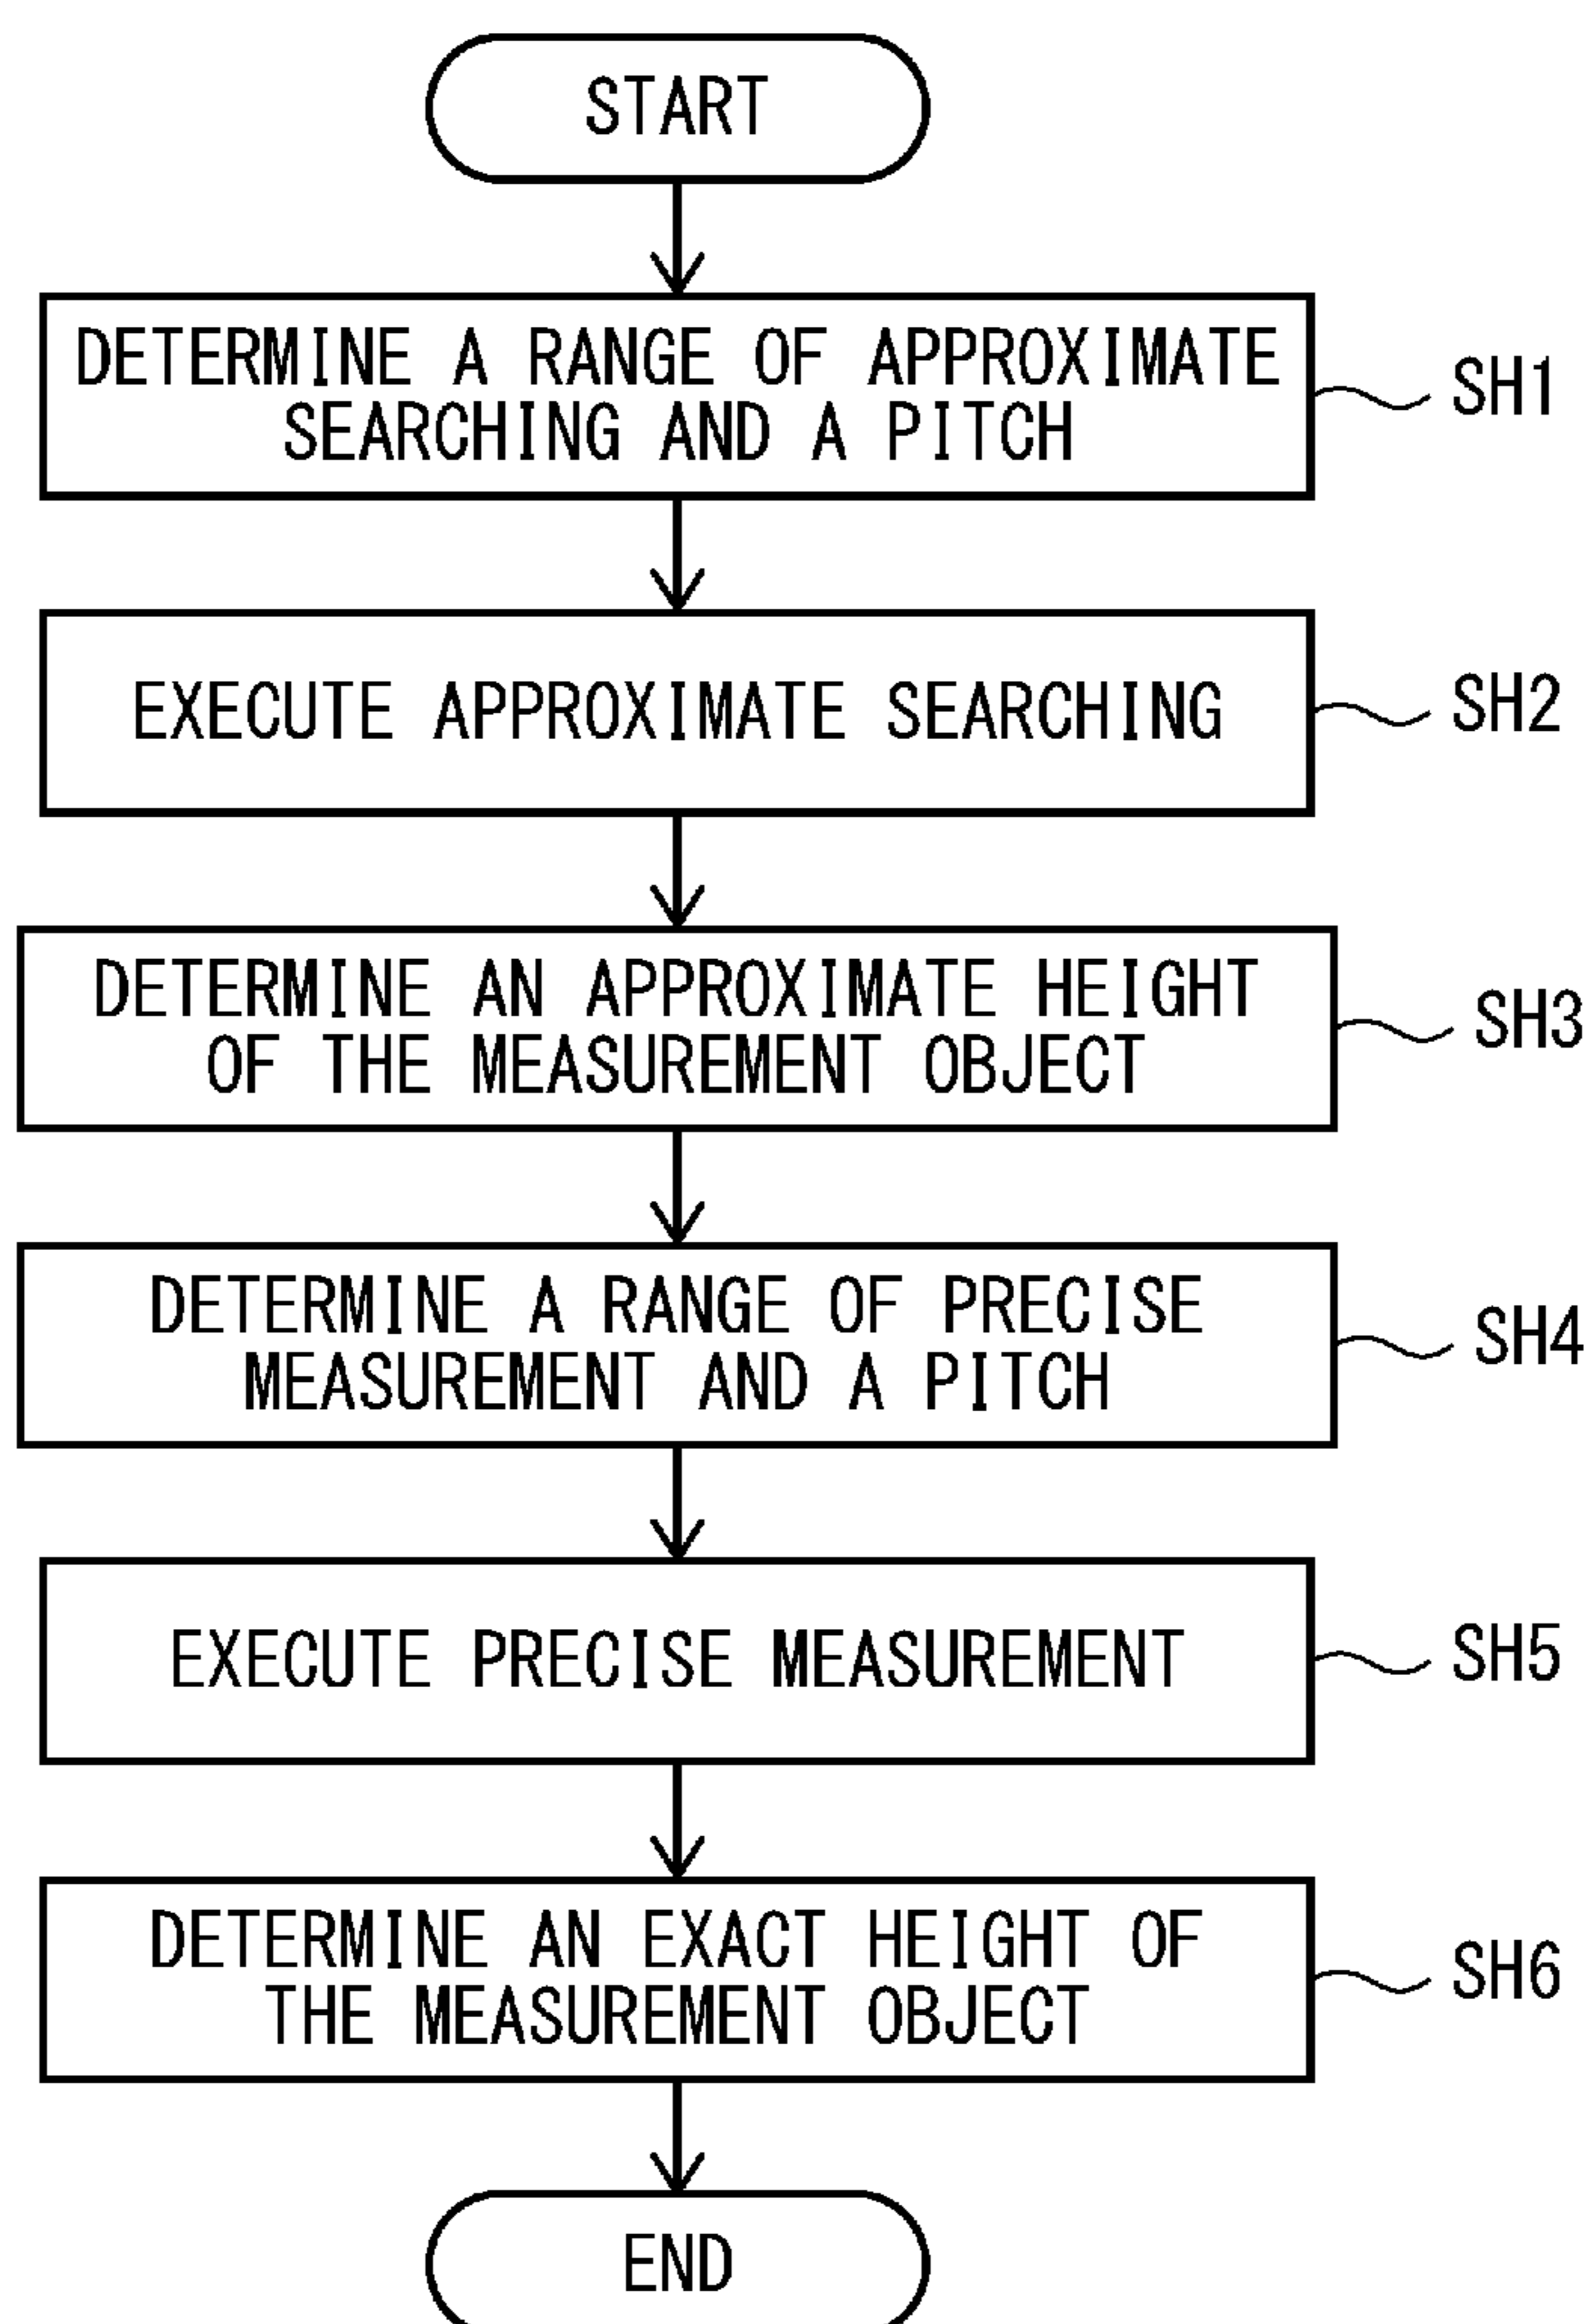 START
DETERMINE A RANGE OF APPROXIMATE
SEARCHING AND A PITCH
SH1
EXECUTE APPROXIMATE SEARCHING
SH2
DETERMINE AN APPROXIMATE HEIGHT
OF THE MEASUREMENT OBJECT
SH3
DETERMINE A RANGE OF PRECISE
MEASUREMENT AND A PITCH
SH4
EXECUTE PRECISE MEASUREMENT
SH5
DETERMINE AN EXACT HEIGHT OF
THE MEASUREMENT OBJECT
SH6
END